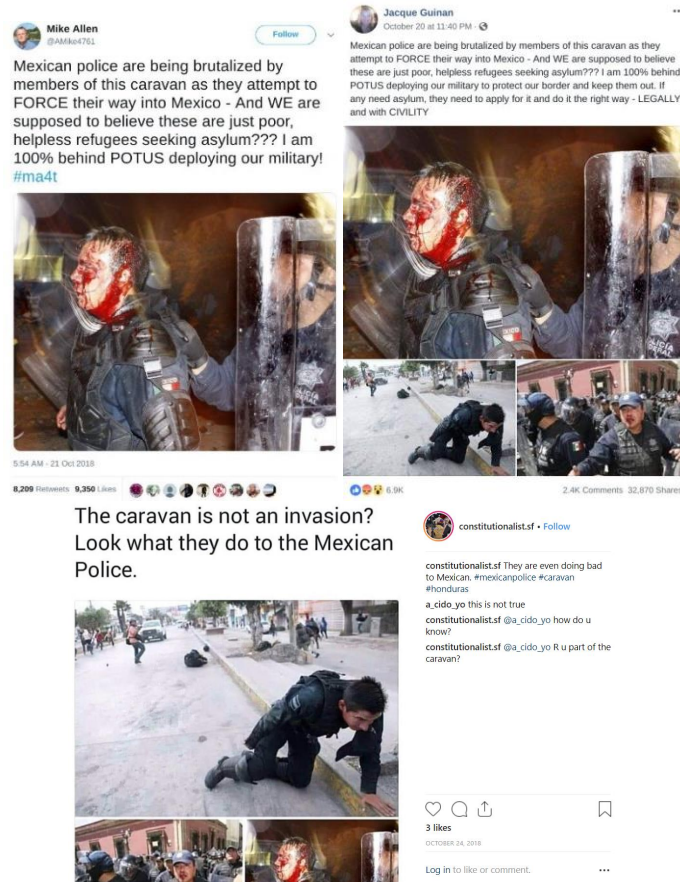 Mike Allen
@AMike4761
Follow
Mexican police are being brutalized by
members of this caravan as they attempt to
FORCE their way into Mexico - And WE are
supposed to believe these are just poor,
helpless refugees seeking asylum??? I am
100% behind POTUS deploying our military!
#ma4t
5:54 AM - 21 Oct 2018
8,209 Retweets 9,350 Likes
Jacque Guinan
October 20 at 11:40 PM ·
Mexican police are being brutalized by members of this caravan as they
attempt to FORCE their way into Mexico - And WE are supposed to believe
these are just poor, helpless refugees seeking asylum??? I am 100% behind
POTUS deploying our military to protect our border and keep them out. If
any need asylum, they need to apply for it and do it the right way - LEGALLY
and with CIVILITY
6.9K
2.4K Comments 32,870 Shares
The caravan is not an invasion?
Look what they do to the Mexican
Police.
constitutionalist.sf • Follow
constitutionalist.sf They are even doing bad
to Mexican. #mexicanpolice #caravan
#honduras
a_cido_yo this is not true
constitutionalist.sf @a_cido_yo how do u
know?
constitutionalist.sf @a_cido_yo R u part of the
caravan?
3 likes
OCTOBER 24, 2018
Log in to like or comment.